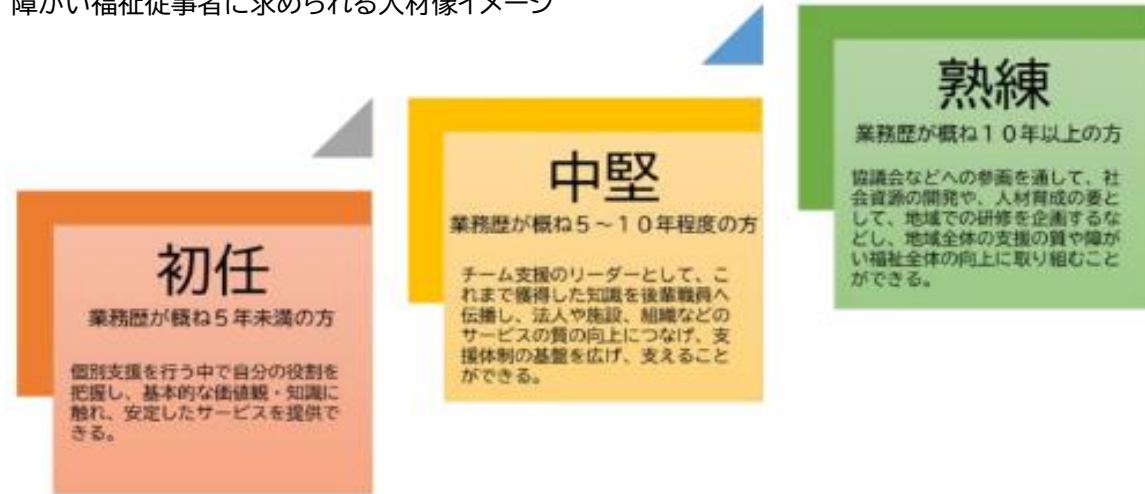 障がい福祉従事者に求められる人材像イメージ
初任
業務歴が概ね5年未満の方
個別支援を行う中で自分の役割を
把握し、基本的な価値観・知識に
触れ、安定したサービスを提供で
きる。
中堅
業務歴が概ね5～10年程度の方
チーム支援のリーダーとして、こ
れまで獲得した知識を後輩職員へ
伝播し、法人や施設、組織などの
サービスの質の向上につなげ、支
援体制の基盤を広げ、支えること
ができる。
熟練
業務歴が概ね10年以上の方
協議会などへの参画を通して、社
会資源の開発や、人材育成の要と
して、地域での研修を企画するな
どし、地域全体の支援の質や障が
い福祉全体の向上に取り組むこと
ができる。